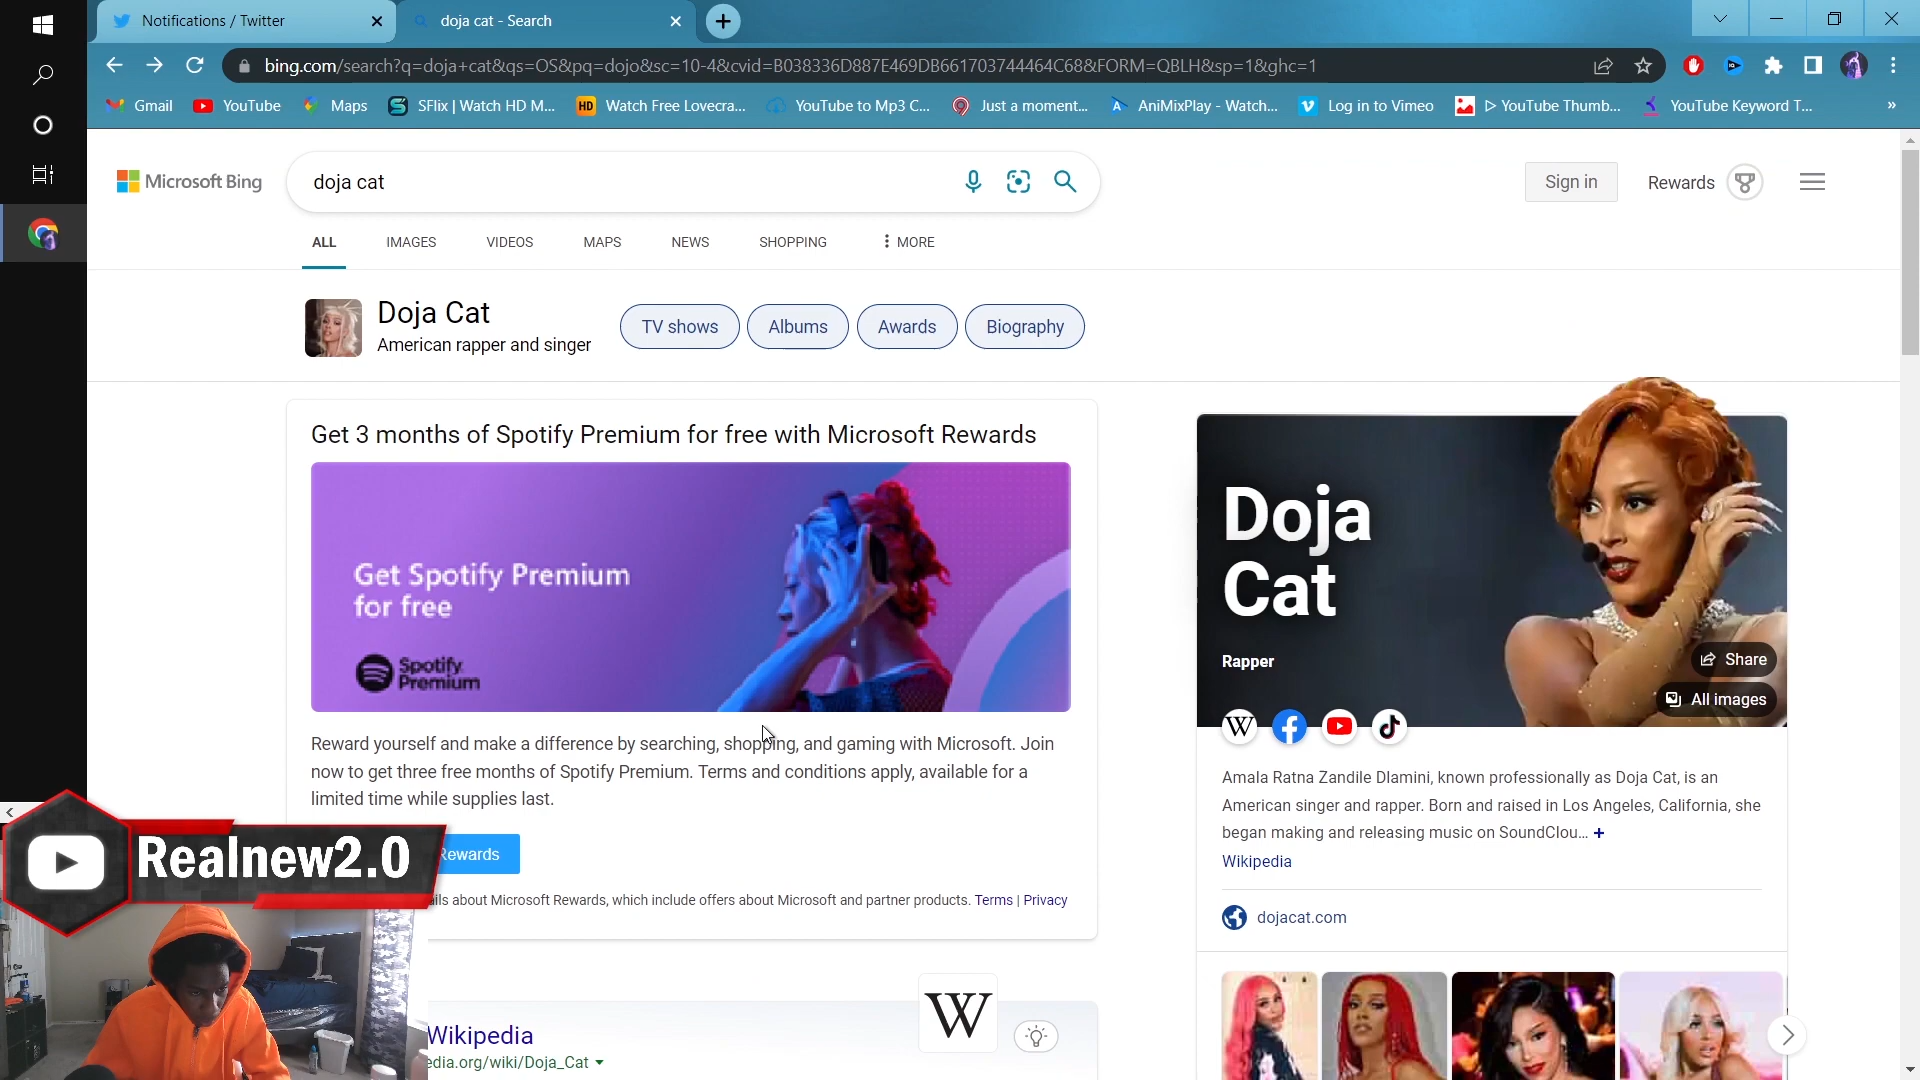 Notifications / Twitter
doja cat - Search
bing.com/search?q=doja+cat&qs=OS&pq=dojo&sc=10-4&cvid=B038336D887E469DB661703744464C68&FORM=QBLH&sp=1&ghc=1
Gmail
YouTube
Maps
SFlix | Watch HD M...
HD
Watch Free Lovecra...
YouTube to Mp3 C...
Just a moment...
AniMixPlay - Watch...
Log in to Vimeo
▷ YouTube Thumb...
YouTube Keyword T...
»
Microsoft Bing
doja cat
Sign in
Rewards
ALL
IMAGES
VIDEOS
MAPS
NEWS
SHOPPING
MORE
Doja Cat
American rapper and singer
TV shows
Albums
Awards
Biography
Get 3 months of Spotify Premium for free with Microsoft Rewards
Get Spotify Premium
for free
Spotify
Premium
Reward yourself and make a difference by searching, shopping, and gaming with Microsoft. Join
now to get three free months of Spotify Premium. Terms and conditions apply, available for a
limited time while supplies last.
Rewards
ils about Microsoft Rewards, which include offers about Microsoft and partner products. Terms | Privacy
Realnew2.0
Wikipedia
edia.org/wiki/Doja_Cat
W
Doja
Cat
Rapper
Share
All images
W
Amala Ratna Zandile Dlamini, known professionally as Doja Cat, is an
American singer and rapper. Born and raised in Los Angeles, California, she
began making and releasing music on SoundClou... +
Wikipedia
dojacat.com